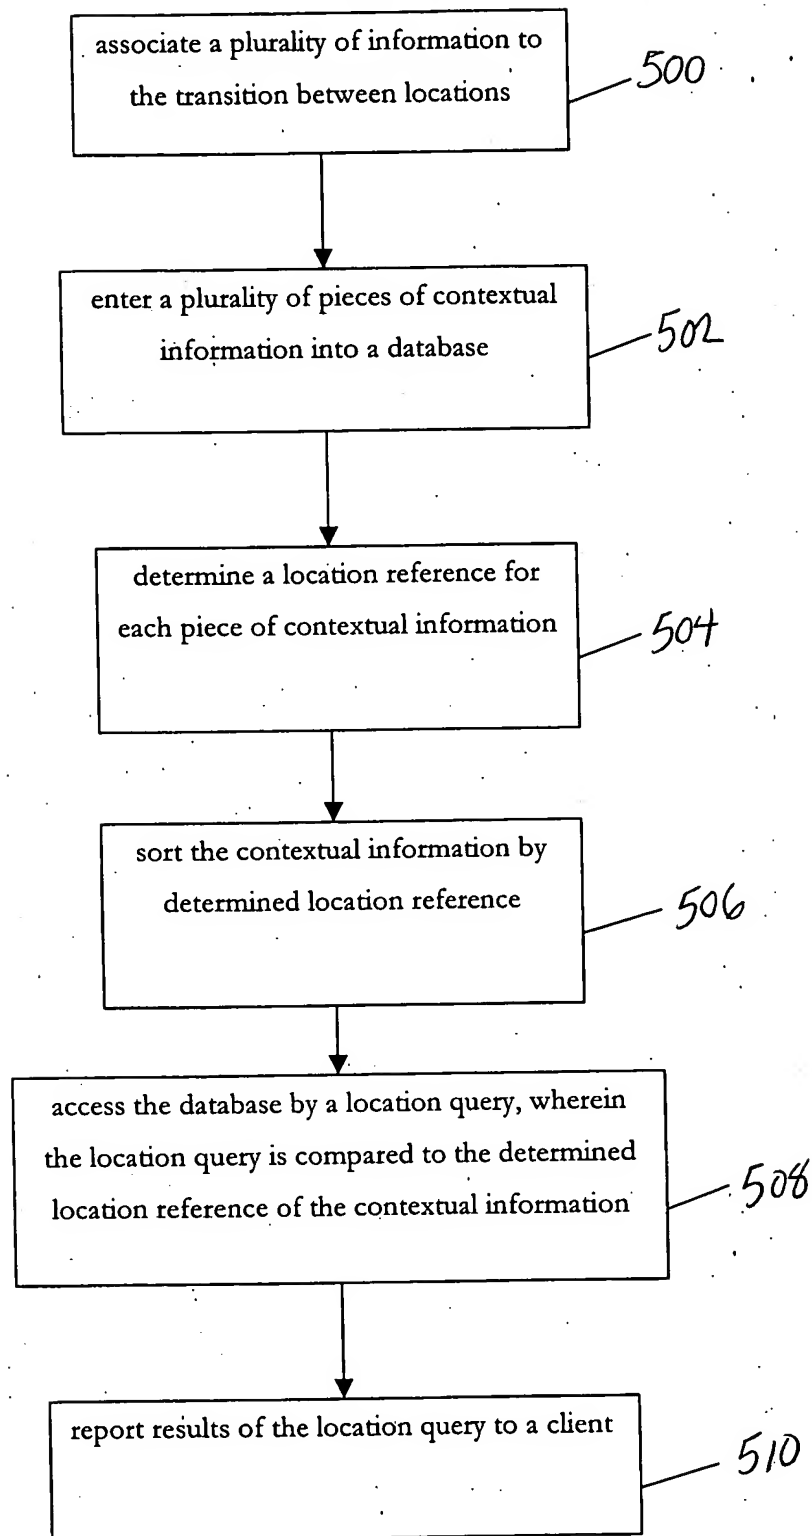 associate a plurality of information to
the transition between locations
500
enter a plurality of pieces of contextual
information into a database
502
determine a location reference for
each piece of contextual information
504
sort the contextual information by
determined location reference
506
access the database by a location query, wherein
the location query is compared to the determined
location reference of the contextual information
508
report results of the location query to a client
510